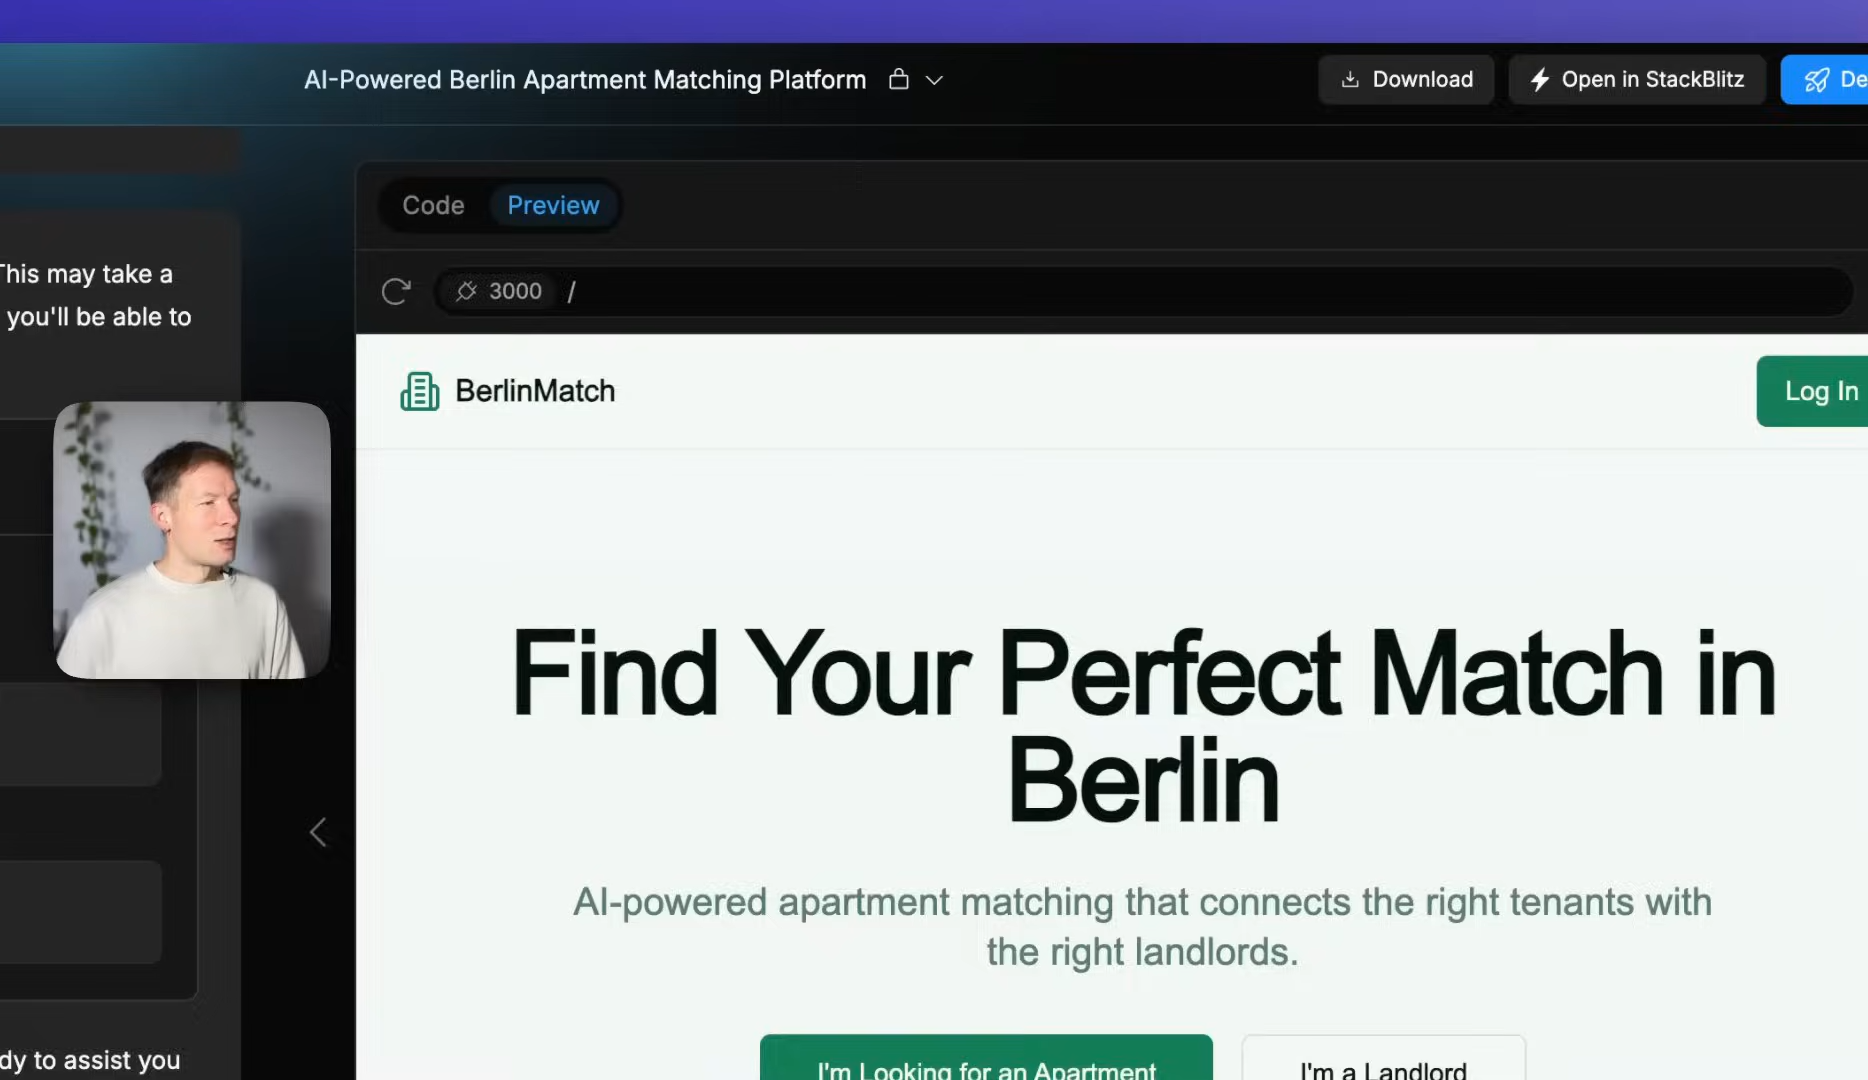 AI-Powered Berlin Apartment Matching Platform
Download
Open in StackBlitz
De
Code
Preview
This may take a
you'll be able to
3000 /
BerlinMatch
Log In
Find Your Perfect Match in
Berlin
AI-powered apartment matching that connects the right tenants with
the right landlords.
I'm Looking for an Apartment
I'm a Landlord
dy to assist you